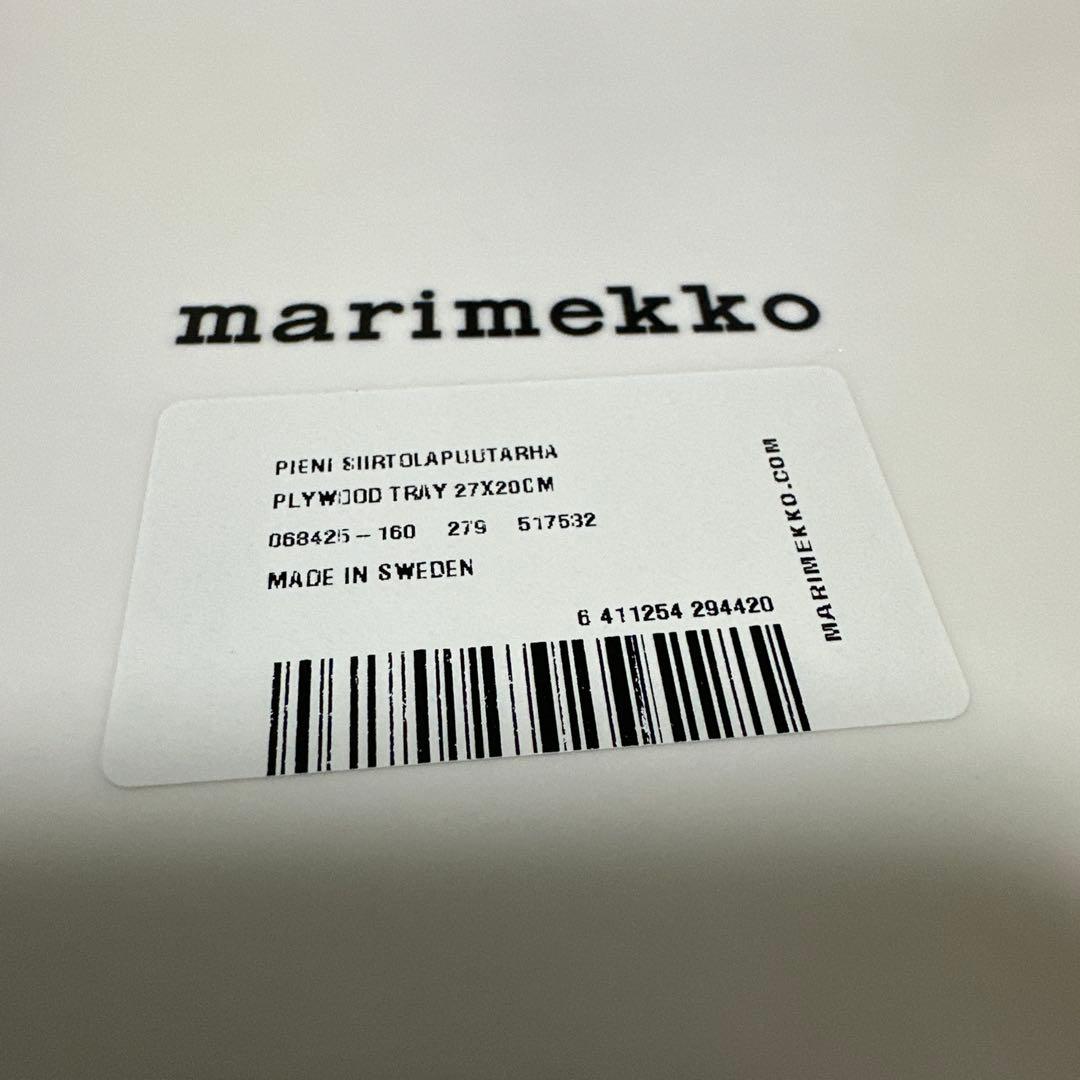 marimekko
PIENI SIIRTOLAPUUTARHA
PLYWOOD TRAY 27X20CM
068425-160 279 517532
MADE IN SWEDEN
6 411254 294420
MARIMEKKO.COM